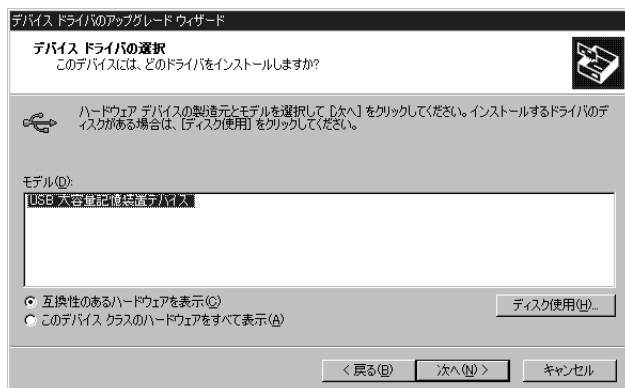 デバイス ドライバのアップグレード ウィザード
デバイス ドライバの選択
このデバイスには、どのドライバをインストールしますか?
ハードウェア デバイスの製造元とモデルを選択して [次へ] をクリックしてください。インストールするドライバのデ
ィスクがある場合は、[ディスク使用] をクリックしてください。
モデル(D):
USB 大容量記憶装置デバイス
互換性のあるハードウェアを表示(C)
このデバイス クラスのハードウェアをすべて表示(A)
ディスク使用(H)...
< 戻る(B)
次へ(N) >
キャンセル